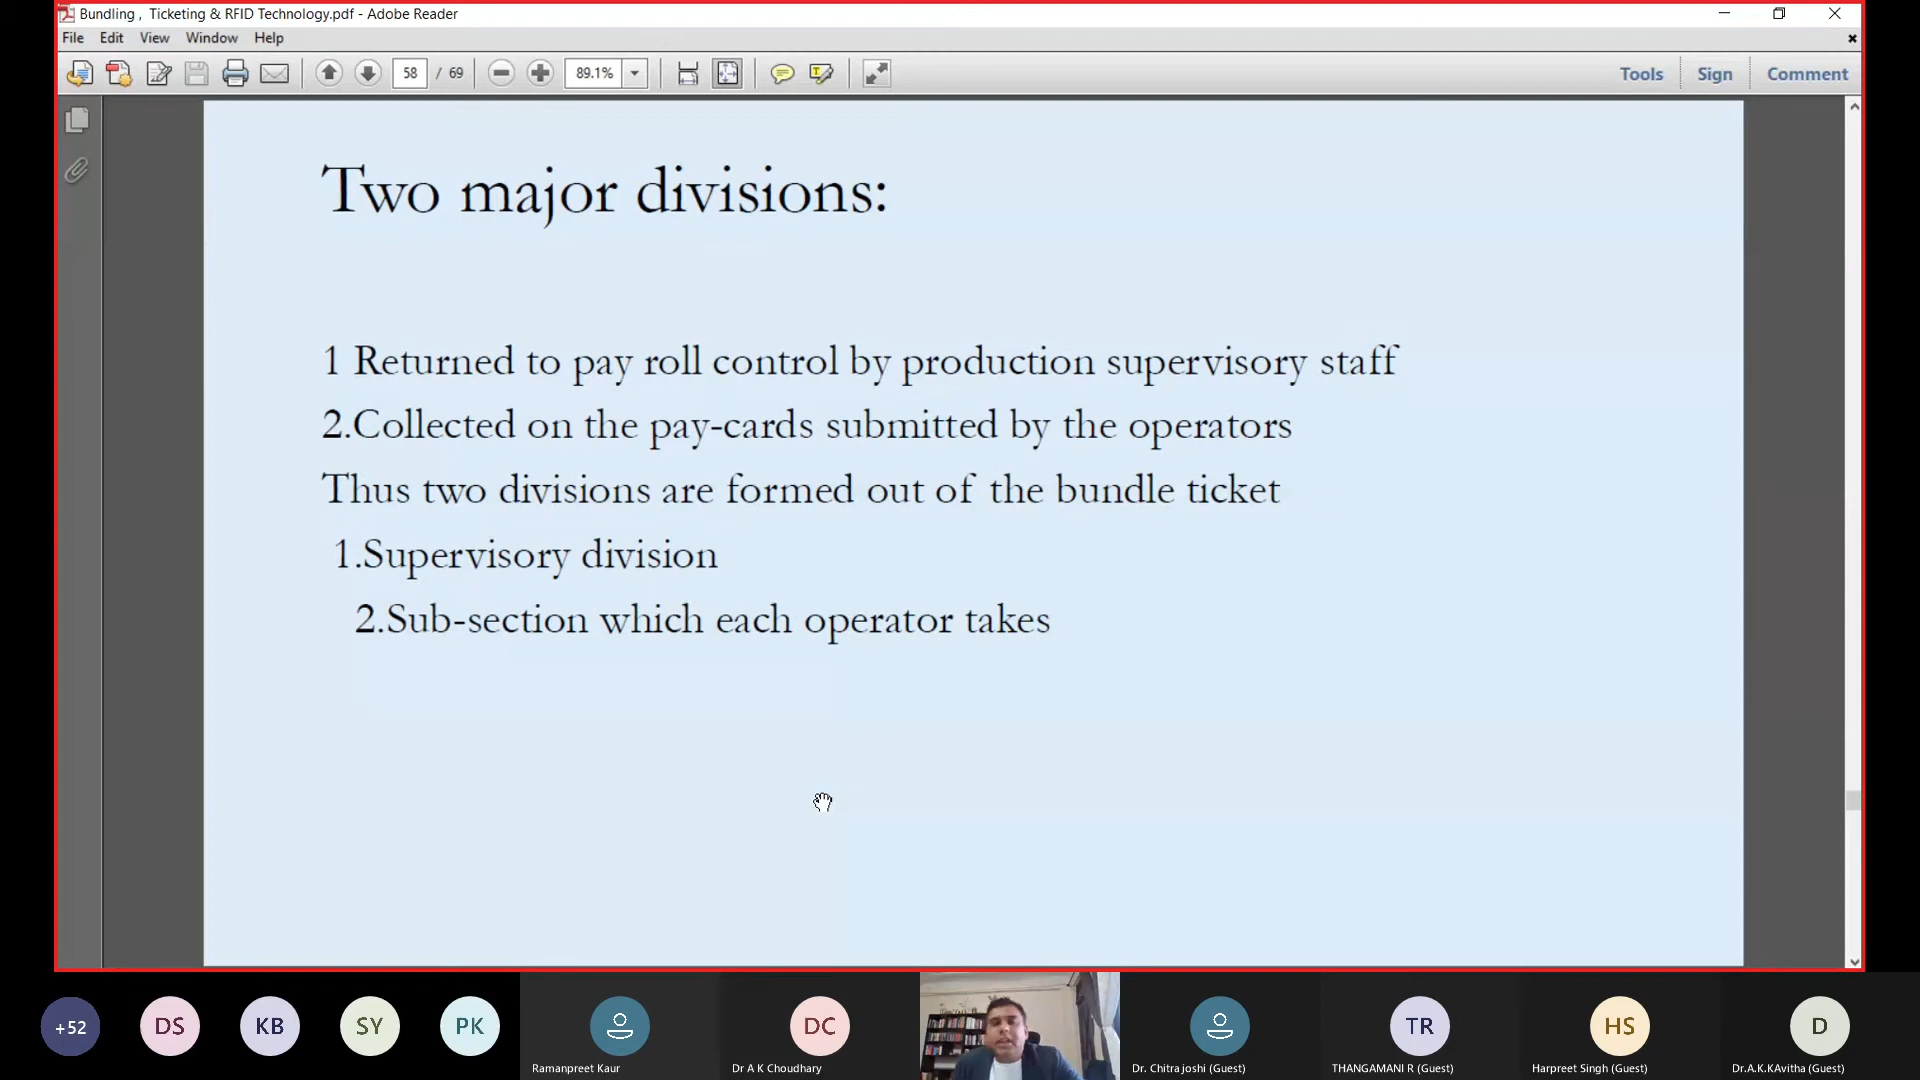 Bundling , Ticketing & RFID Technology.pdf - Adobe Reader
File Edit View Window Help
58 / 69 89.1% Tools Sign Comment
Two major divisions:
1 Returned to pay roll control by production supervisory staff
2.Collected on the pay-cards submitted by the operators
Thus two divisions are formed out of the bundle ticket
1.Supervisory division
2.Sub-section which each operator takes
+52 DS KB SY PK DC TR HS D
Ramanpreet Kaur Dr A K Choudhary Dr. Chitra joshi (Guest) THANGAMANI R (Guest) Harpreet Singh (Guest) Dr.A.K.KAvitha (Guest)